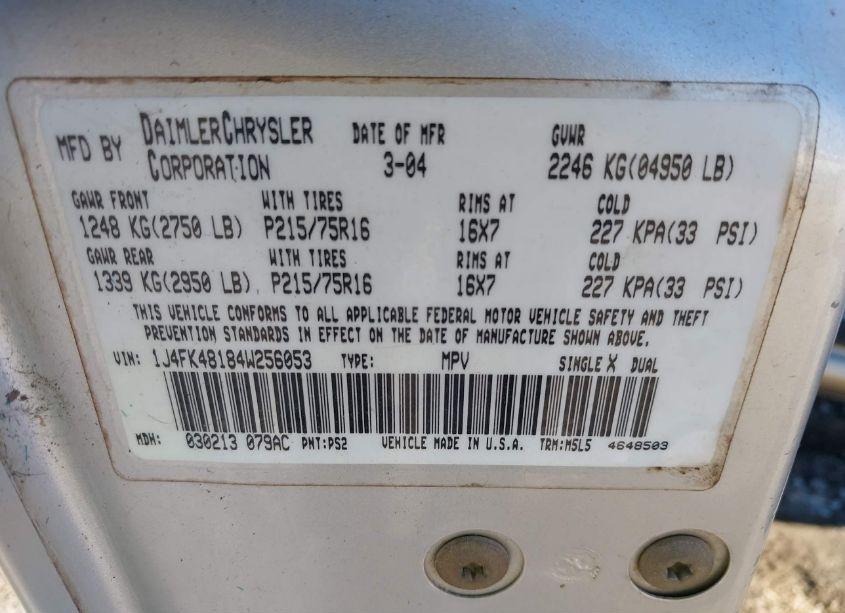 MFD BY DAIMLERCHRYSLER CORPORATION DATE OF MFR 3-04 GVWR 2246 KG(04950 LB)
GAWR FRONT WITH TIRES RIMS AT COLD
1248 KG(2750 LB) P215/75R16 16X7 227 KPA(33 PSI)
GAWR REAR WITH TIRES RIMS AT COLD
1339 KG(2950 LB) P215/75R16 16X7 227 KPA(33 PSI)
THIS VEHICLE CONFORMS TO ALL APPLICABLE FEDERAL MOTOR VEHICLE SAFETY AND THEFT
PREVENTION STANDARDS IN EFFECT ON THE DATE OF MANUFACTURE SHOWN ABOVE.
VIN: 1J4FK48184W256053 TYPE: MPV SINGLE X DUAL
MDH: 030213 079AC PNT:PS2 VEHICLE MADE IN U.S.A. TRM:M5L5 4648503